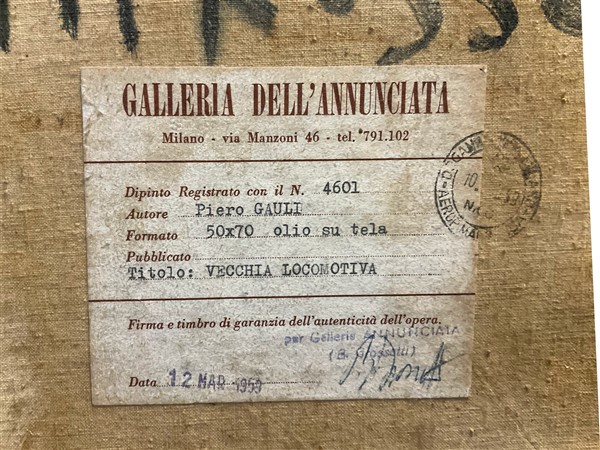 GALLERIA DELL'ANNUNCIATA
Milano - via Manzoni 46 - tel. 791.102
Dipinto Registrato con il N. 4601
Autore Piero GAULI
Formato 50x70 olio su tela
Pubblicato
Titolo: VECCHIA LOCOMOTIVA
Firma e timbro di garanzia dell'autenticità dell'opera.
per Galleria ANNUNCIATA
(B. Grossetti)
Data 12 MAR. 1959